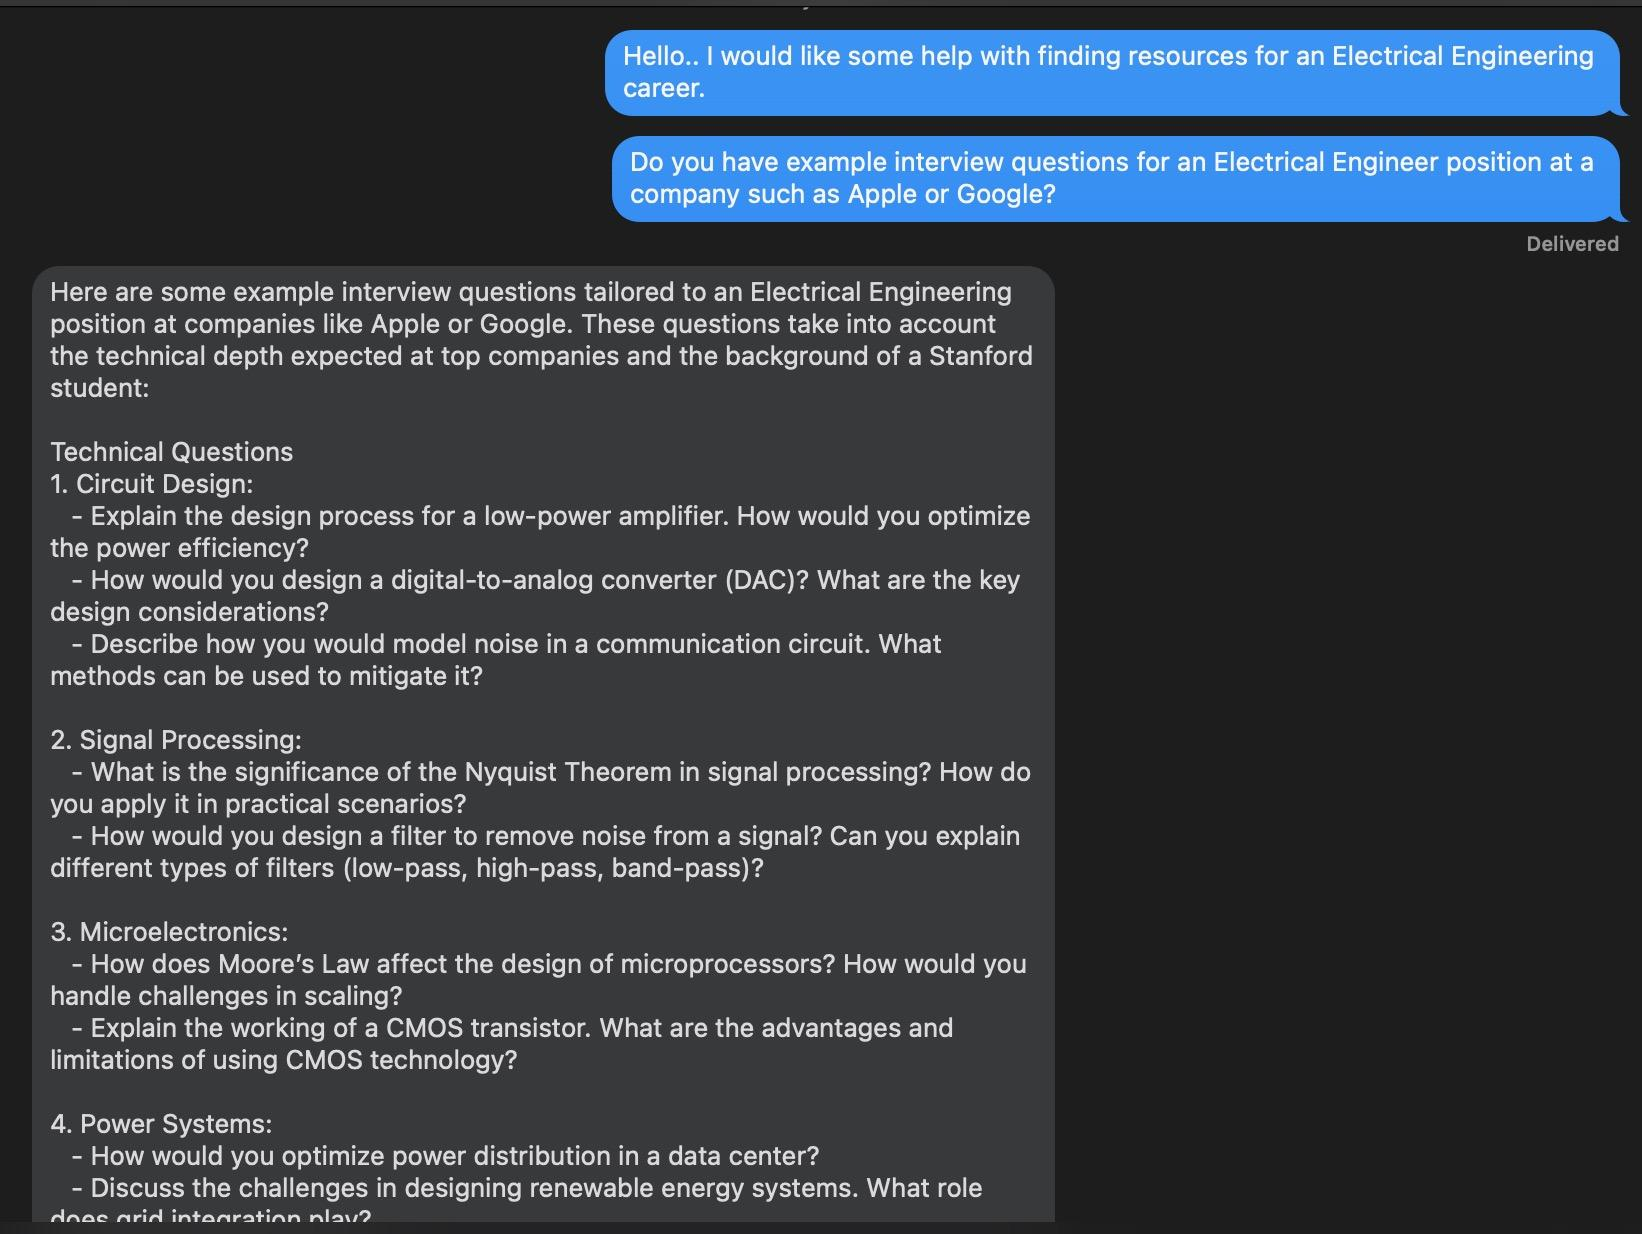 Hello.. I would like some help with finding resources for an Electrical Engineering
career.
Do you have example interview questions for an Electrical Engineer position at a
company such as Apple or Google?
Delivered
Here are some example interview questions tailored to an Electrical Engineering
position at companies like Apple or Google. These questions take into account
the technical depth expected at top companies and the background of a Stanford
student:
Technical Questions
1. Circuit Design:
- Explain the design process for a low-power amplifier. How would you optimize
the power efficiency?
- How would you design a digital-to-analog converter (DAC)? What are the key
design considerations?
- Describe how you would model noise in a communication circuit. What
methods can be used to mitigate it?
2. Signal Processing:
- What is the significance of the Nyquist Theorem in signal processing? How do
you apply it in practical scenarios?
- How would you design a filter to remove noise from a signal? Can you explain
different types of filters (low-pass, high-pass, band-pass)?
3. Microelectronics:
- How does Moore’s Law affect the design of microprocessors? How would you
handle challenges in scaling?
- Explain the working of a CMOS transistor. What are the advantages and
limitations of using CMOS technology?
4. Power Systems:
- How would you optimize power distribution in a data center?
- Discuss the challenges in designing renewable energy systems. What role
does grid integration play?